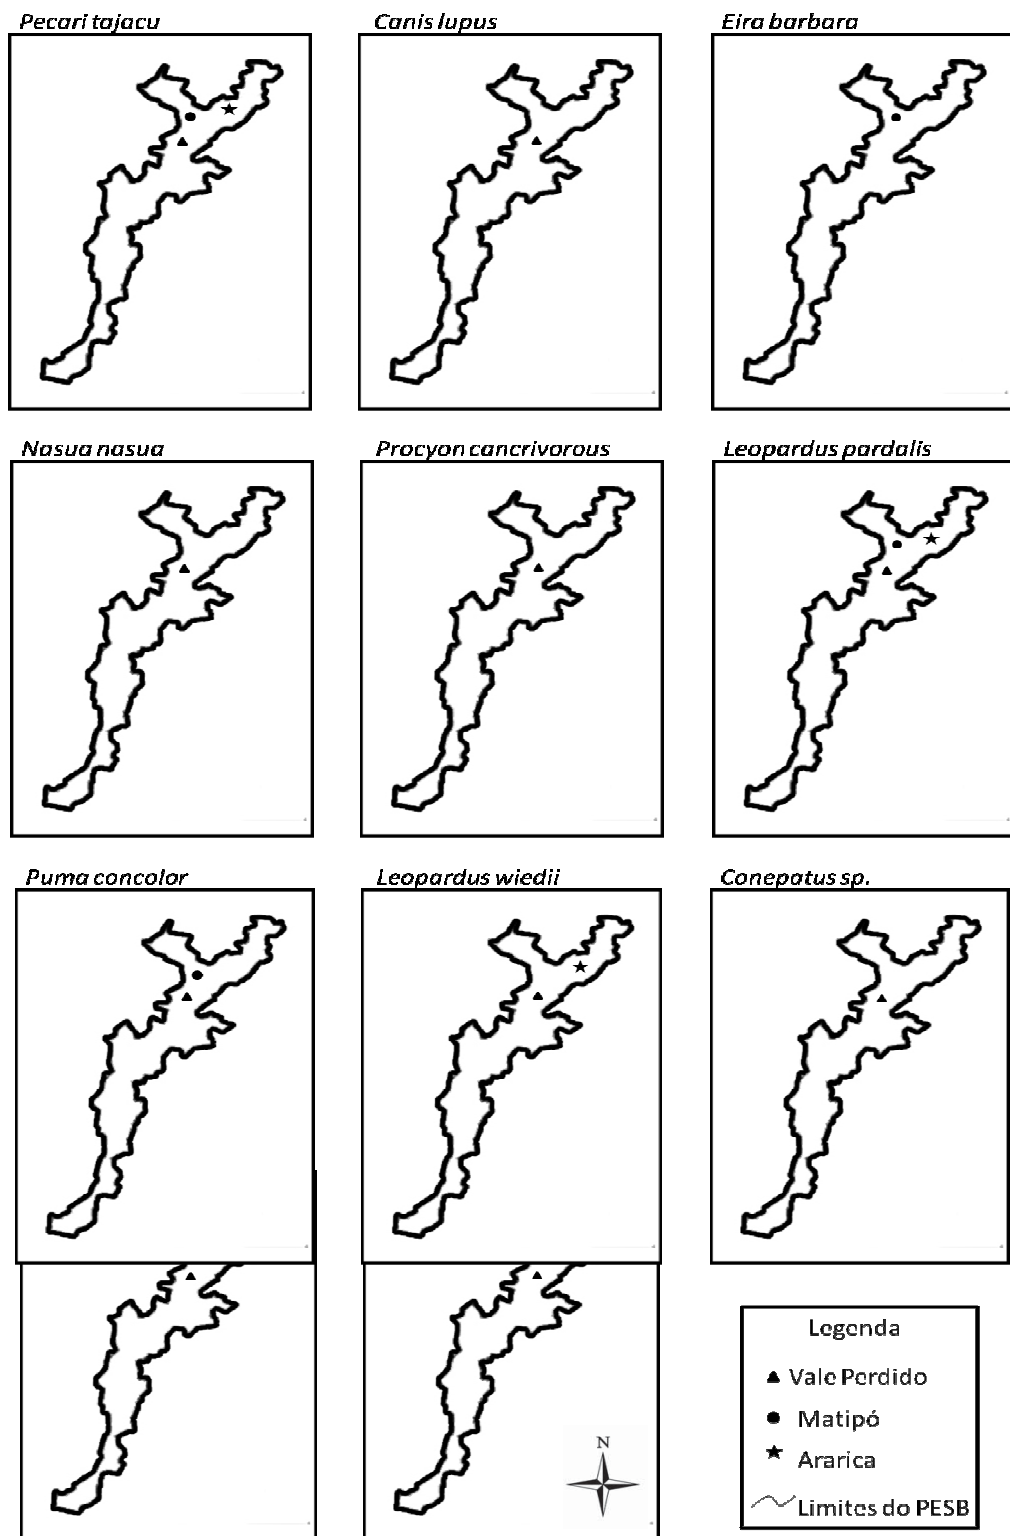 Pecari tajacu
Canis lupus
Eira barbara
Nasua nasua
Procyon cancrivorous
Leopardus pardalis
Puma concolor
Leopardus wiedii
Conepatus sp.
N
Legenda
Vale Perdido
Matipó
Ararica
Limites do PESB